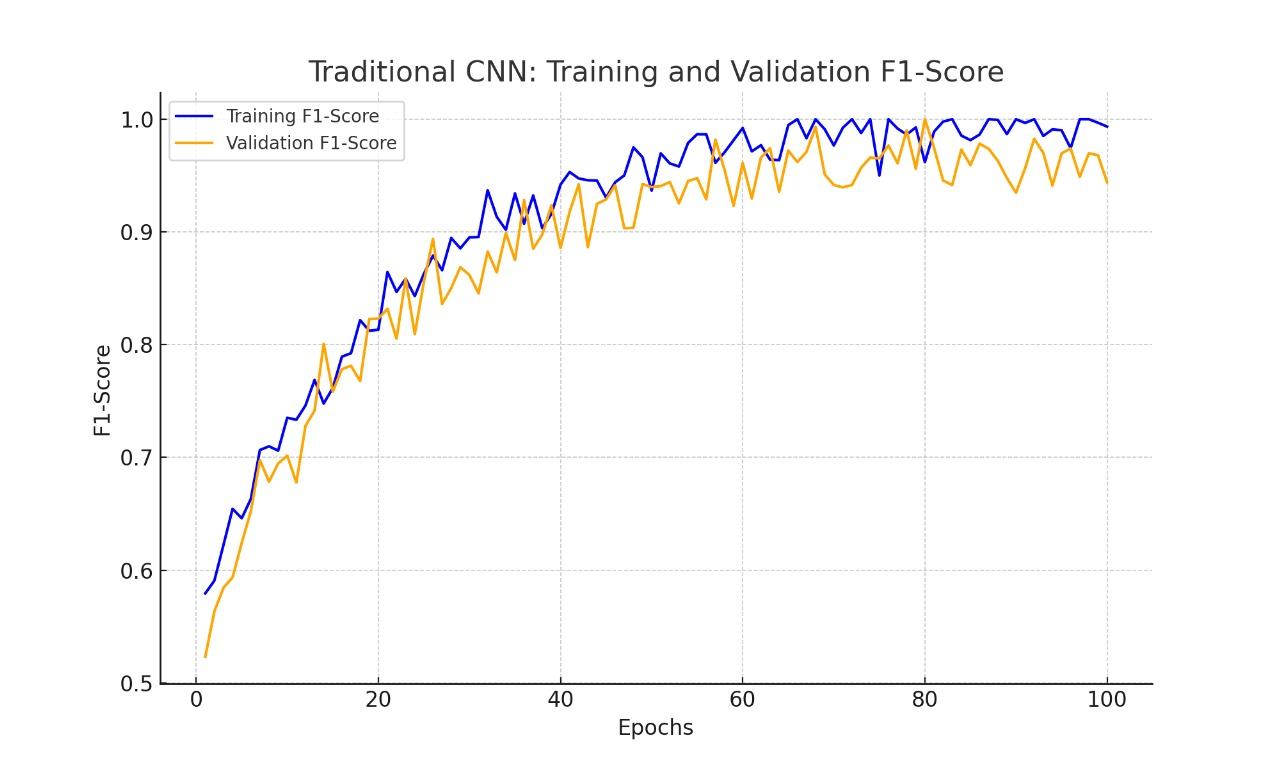 Traditional CNN: Training and Validation F1-Score
Training F1-Score
Validation F1-Score
F1-Score
1.0
0.9
0.8
0.7
0.6
0.5
0 20 40 60 80 100
Epochs